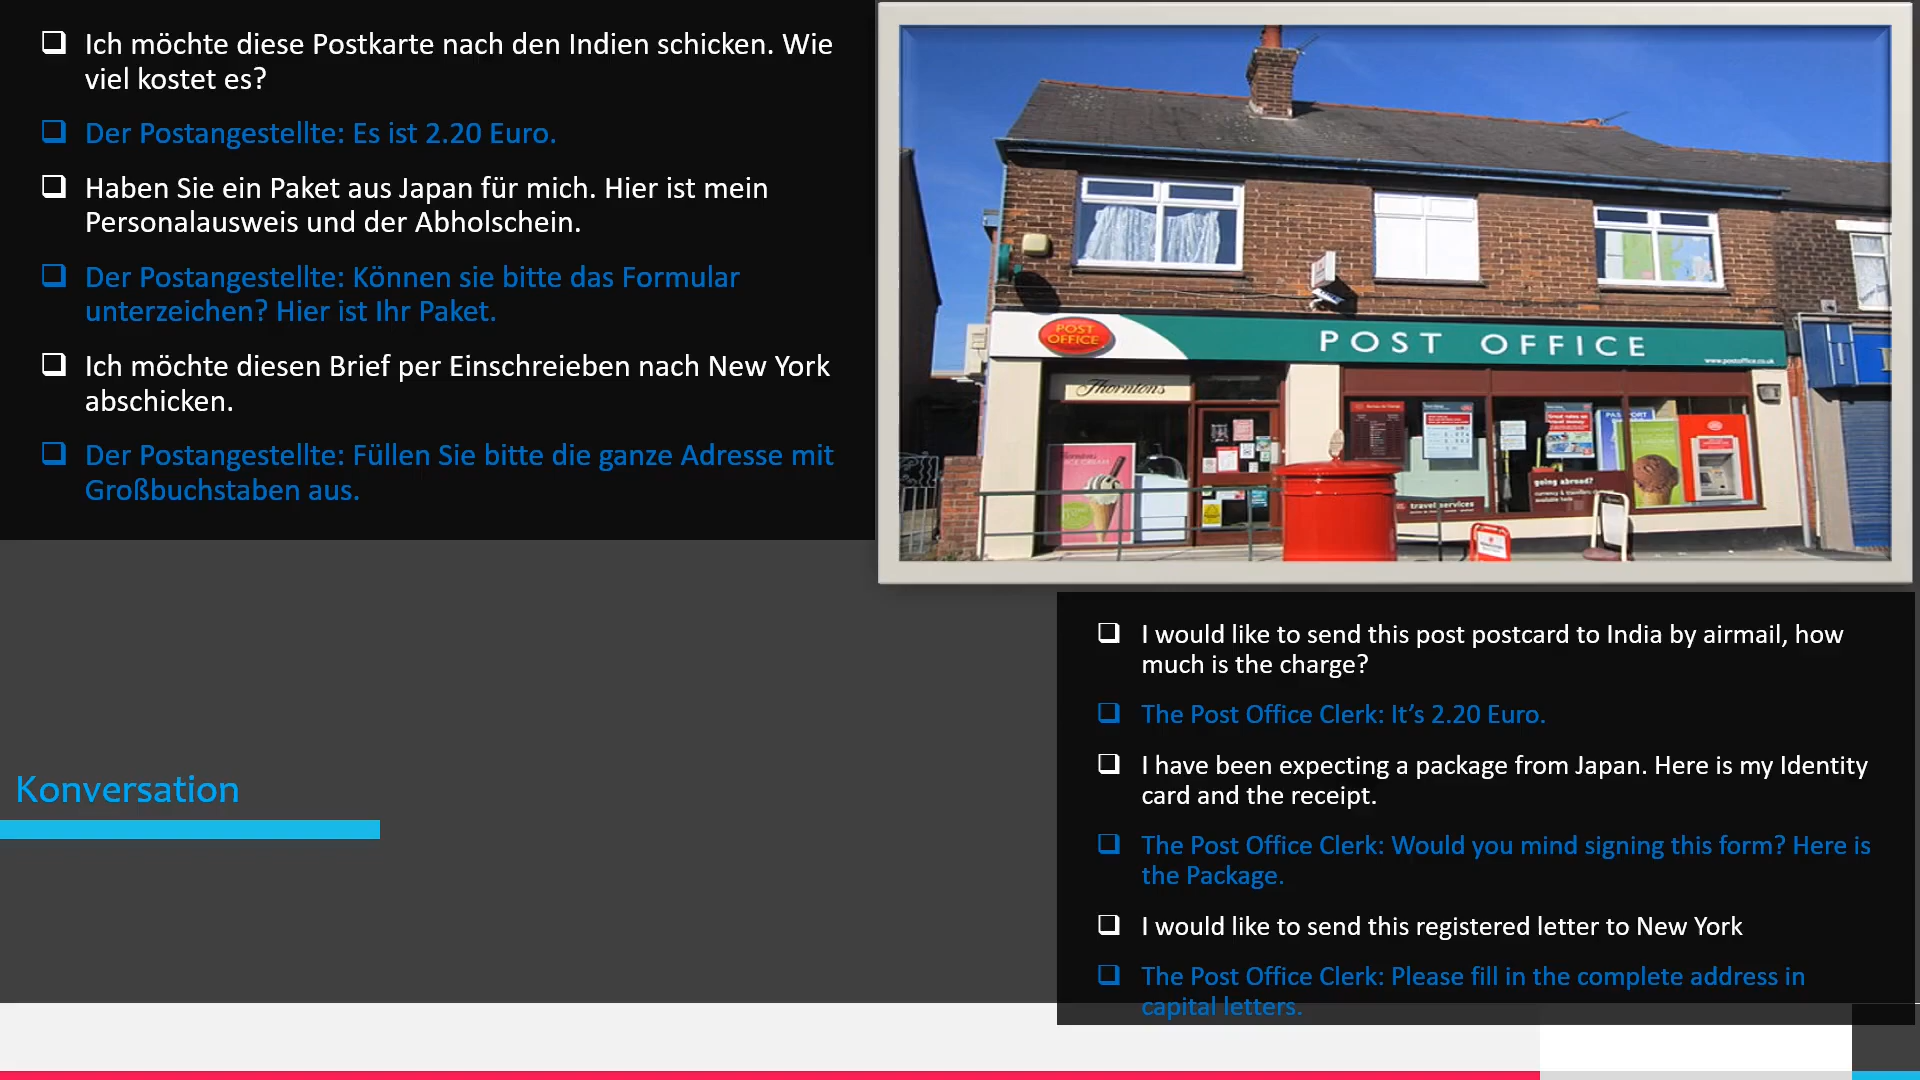 Ich möchte diese Postkarte nach den Indien schicken. Wie
viel kostet es?
Der Postangestellte: Es ist 2.20 Euro.
Haben Sie ein Paket aus Japan für mich. Hier ist mein
Personalausweis und der Abholschein.
Der Postangestellte: Können sie bitte das Formular
unterzeichen? Hier ist Ihr Paket.
Ich möchte diesen Brief per Einschreieben nach New York
abschicken.
Der Postangestellte: Füllen Sie bitte die ganze Adresse mit
Großbuchstaben aus.
POST
OFFICE
POST OFFICE
www.postoffice.co.uk
Thorntons
ICE CREAM
PASSPORT
going abroad?
travel services
Konversation
I would like to send this post postcard to India by airmail, how
much is the charge?
The Post Office Clerk: It’s 2.20 Euro.
I have been expecting a package from Japan. Here is my Identity
card and the receipt.
The Post Office Clerk: Would you mind signing this form? Here is
the Package.
I would like to send this registered letter to New York
The Post Office Clerk: Please fill in the complete address in
capital letters.